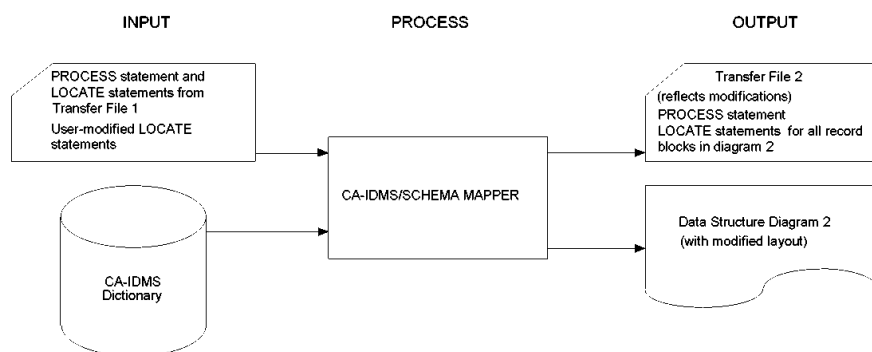 INPUT
PROCESS
OUTPUT
PROCESS statement and
LOCATE statements from
Transfer File 1
User-modified LOCATE
statements
CA-IDMS
Dictionary
CA-IDMS/SCHEMA MAPPER
Transfer File 2
(reflects modifications)
PROCESS statement
LOCATE statements for all record
blocks in diagram 2
Data Structure Diagram 2
(with modified layout)